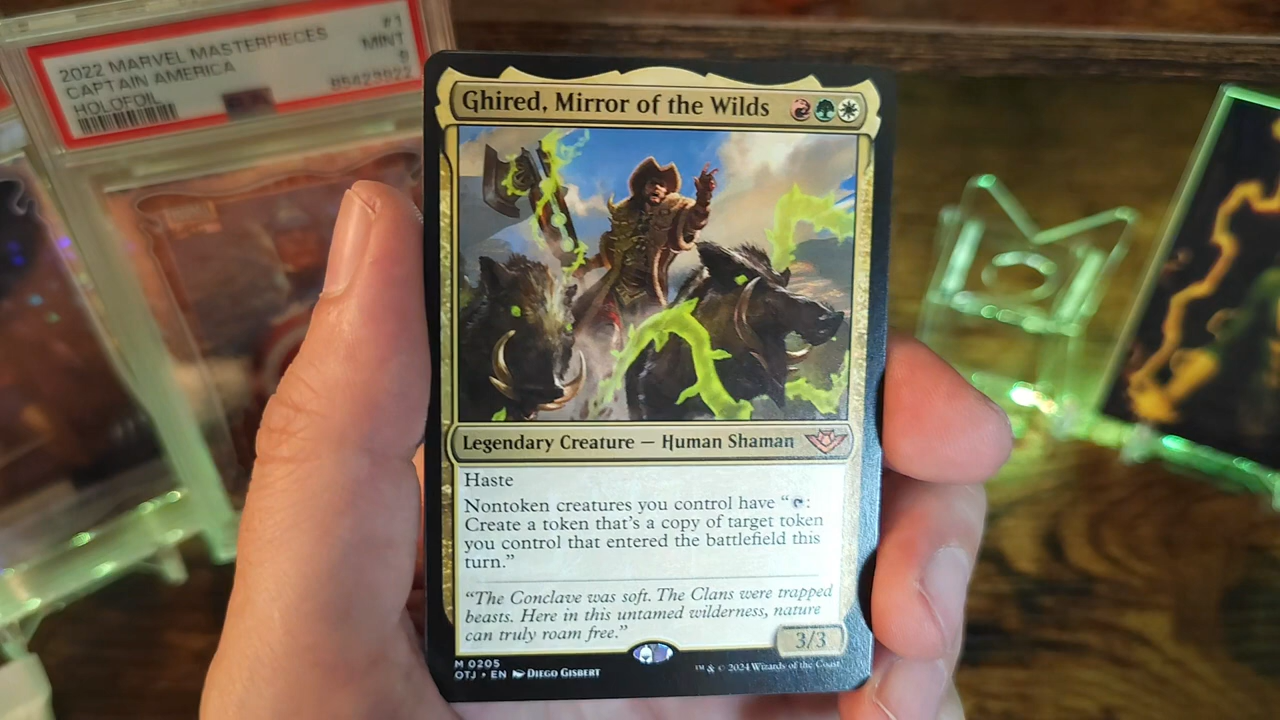 2022 MARVEL MASTERPIECES #1
CAPTAIN AMERICA MINT
HOLOFOIL 9
Ghired, Mirror of the Wilds
Legendary Creature — Human Shaman
Haste
Nontoken creatures you control have “ :
Create a token that's a copy of target token
you control that entered the battlefield this
turn.”
“The Conclave was soft. The Clans were trapped
beasts. Here in this untamed wilderness, nature
can truly roam free.”
3/3
M 0205
OTJ • EN DIEGO GISBERT
™ & © 2024 Wizards of the Coast